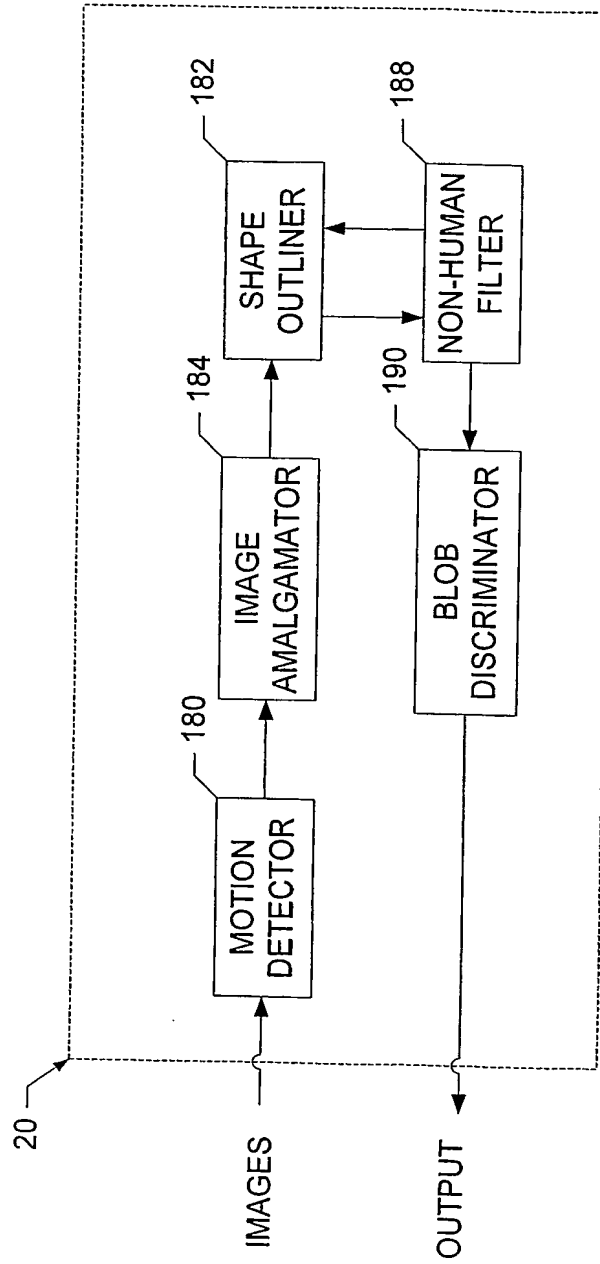 20
IMAGES
180
MOTION
DETECTOR
184
IMAGE
AMALGAMATOR
182
SHAPE
OUTLINER
188
NON-HUMAN
FILTER
190
BLOB
DISCRIMINATOR
OUTPUT